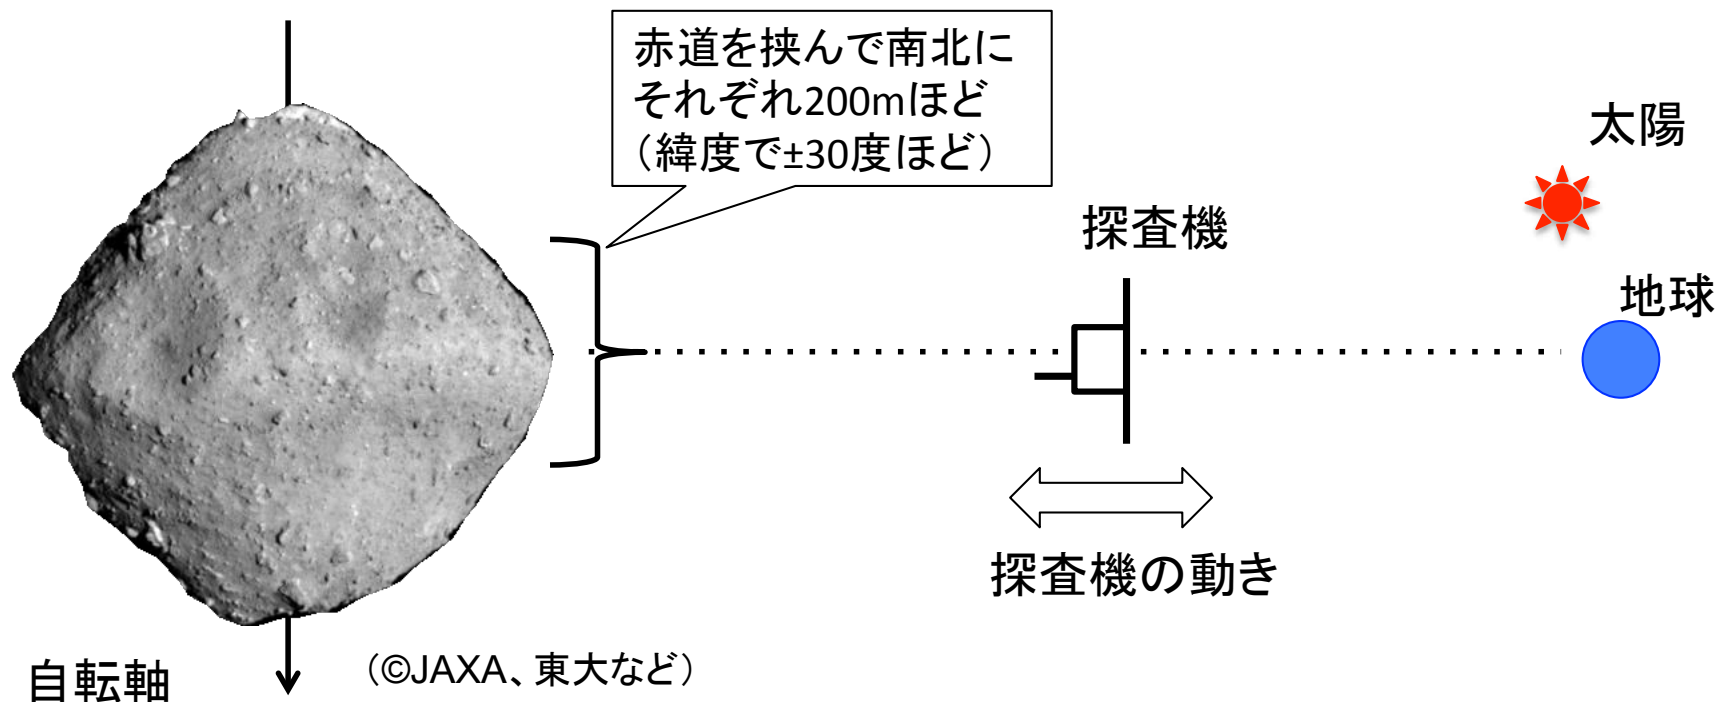 赤道を挟んで南北に
それぞれ200mほど
（緯度で±30度ほど）
太陽
探査機
地球
探査機の動き
自転軸
（©JAXA、東大など）